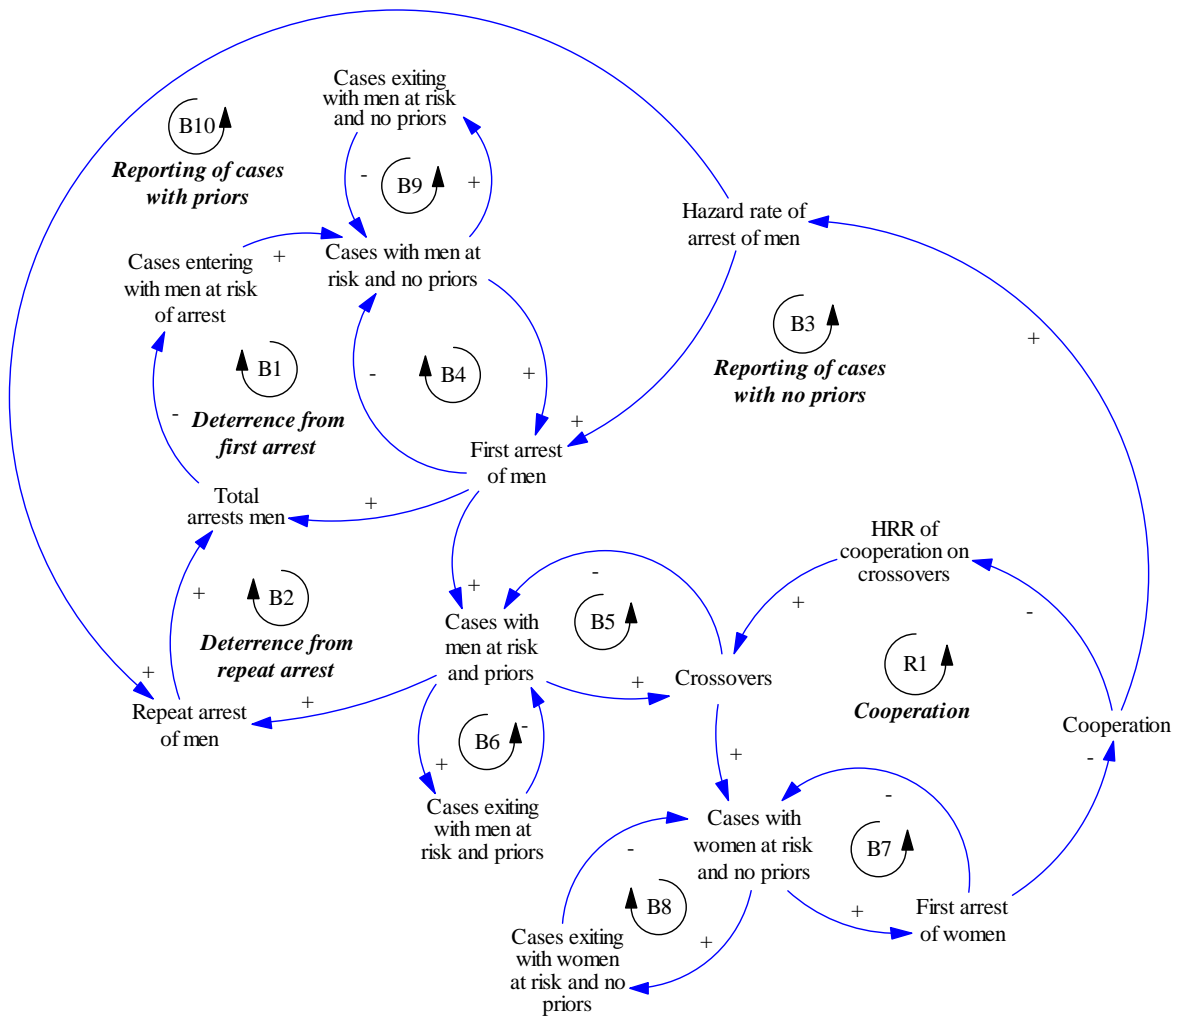 Cases exiting
with men at risk
and no priors
B10
Reporting of cases
with priors
-
B9
+
Hazard rate of
arrest of men
Cases with men at
risk and no priors
+
Cases entering
with men at risk
of arrest
B3
Reporting of cases
with no priors
+
B1
-
B4
+
Deterrence from
first arrest
-
+
First arrest
of men
Total
arrests men
+
HRR of
cooperation on
crossovers
-
+
+
B2
Deterrence from
repeat arrest
Cases with
men at risk
and priors
B5
+
-
R1
Cooperation
Crossovers
+
+
+
Repeat arrest
of men
Cooperation
B6
-
+
+
-
Cases exiting
with men at
risk and priors
Cases with
women at risk
and no priors
-
B7
-
B8
+
First arrest
of women
+
Cases exiting
with women
at risk and no
priors